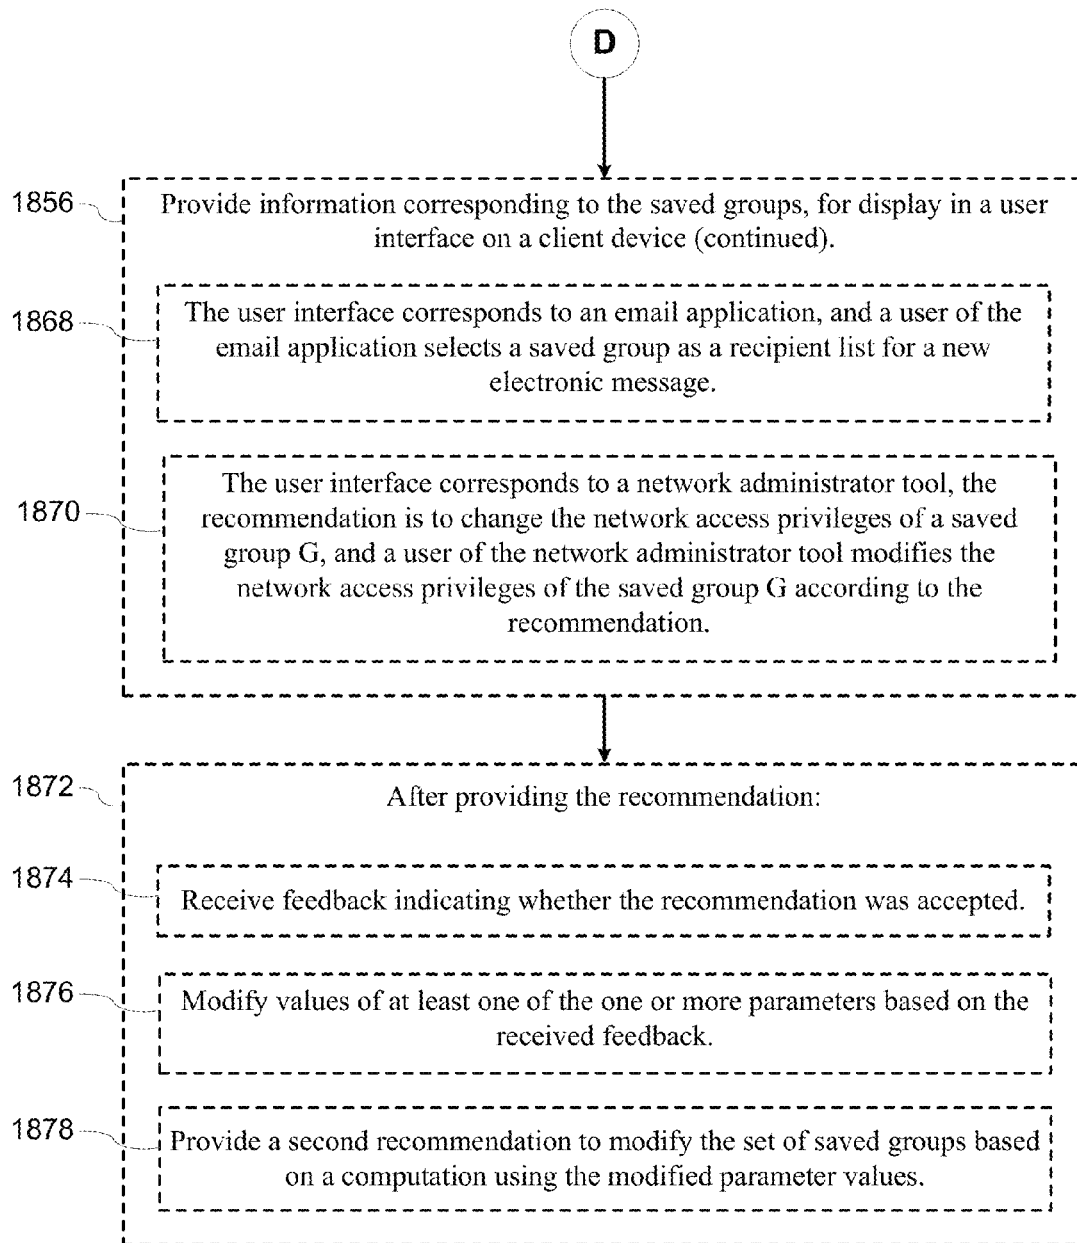 D
1856
Provide information corresponding to the saved groups, for display in a user
interface on a client device (continued).
1868
The user interface corresponds to an email application, and a user of the
email application selects a saved group as a recipient list for a new
electronic message.
1870
The user interface corresponds to a network administrator tool, the
recommendation is to change the network access privileges of a saved
group G, and a user of the network administrator tool modifies the
network access privileges of the saved group G according to the
recommendation.
1872
After providing the recommendation:
1874
Receive feedback indicating whether the recommendation was accepted.
1876
Modify values of at least one of the one or more parameters based on the
received feedback.
1878
Provide a second recommendation to modify the set of saved groups based
on a computation using the modified parameter values.